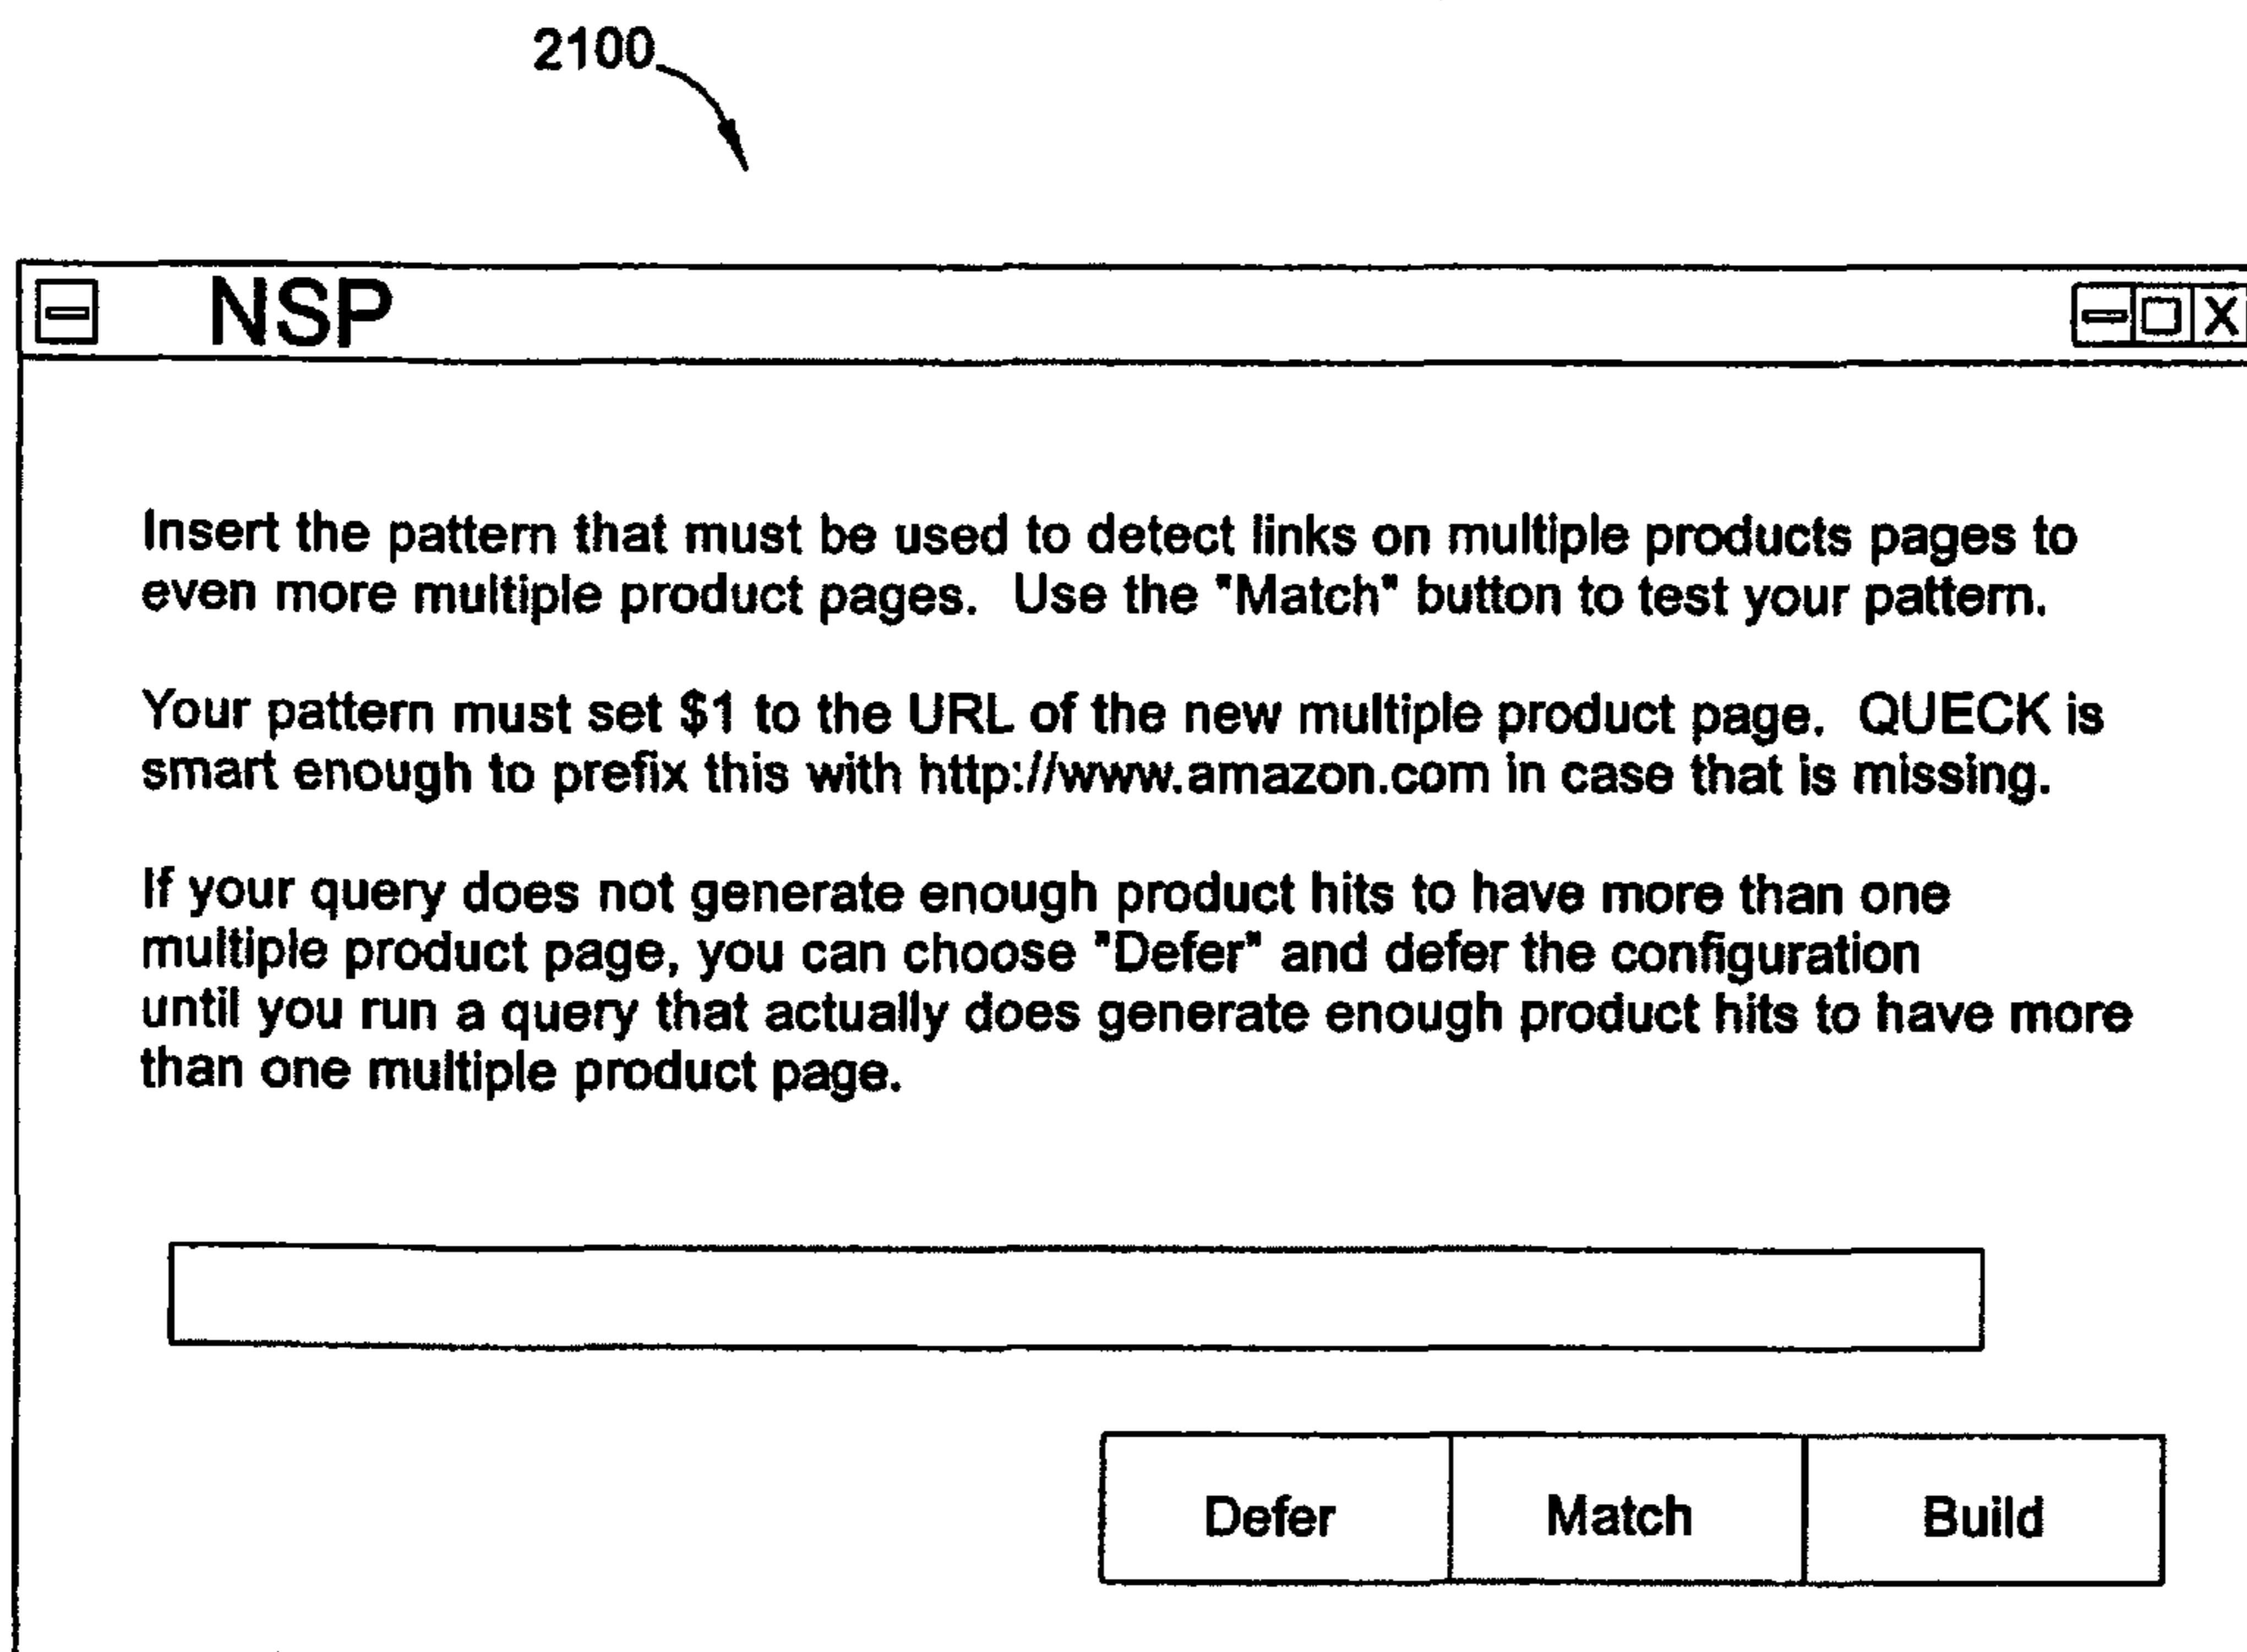 2100
NSP
Insert the pattern that must be used to detect links on multiple products pages to
even more multiple product pages. Use the "Match" button to test your pattern.
Your pattern must set $1 to the URL of the new multiple product page. QUECK is
smart enough to prefix this with http://www.amazon.com in case that is missing.
If your query does not generate enough product hits to have more than one
multiple product page, you can choose "Defer" and defer the configuration
until you run a query that actually does generate enough product hits to have more
than one multiple product page.
Defer Match Build